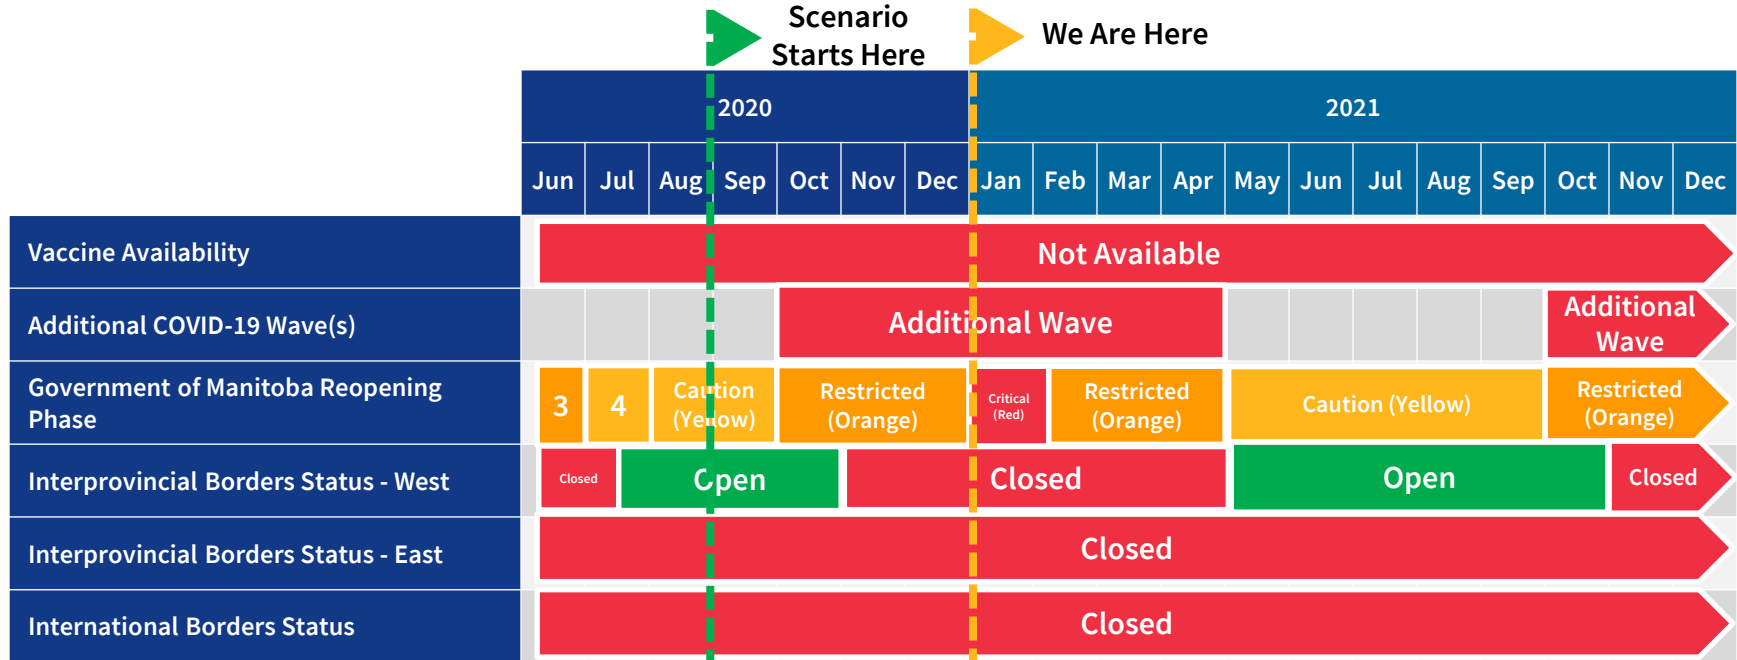 Scenario
Starts Here
We Are Here
2020
2021
Jun Jul Aug Sep Oct Nov Dec Jan Feb Mar Apr May Jun Jul Aug Sep Oct Nov Dec
Vaccine Availability
Not Available
Additional COVID-19 Wave(s)
Additional Wave
Additional
Wave
Government of Manitoba Reopening
Phase
3
4
Caution
(Yellow)
Restricted
(Orange)
Critical
(Red)
Restricted
(Orange)
Caution (Yellow)
Restricted
(Orange)
Interprovincial Borders Status - West
Closed
Open
Closed
Open
Closed
Interprovincial Borders Status - East
Closed
International Borders Status
Closed